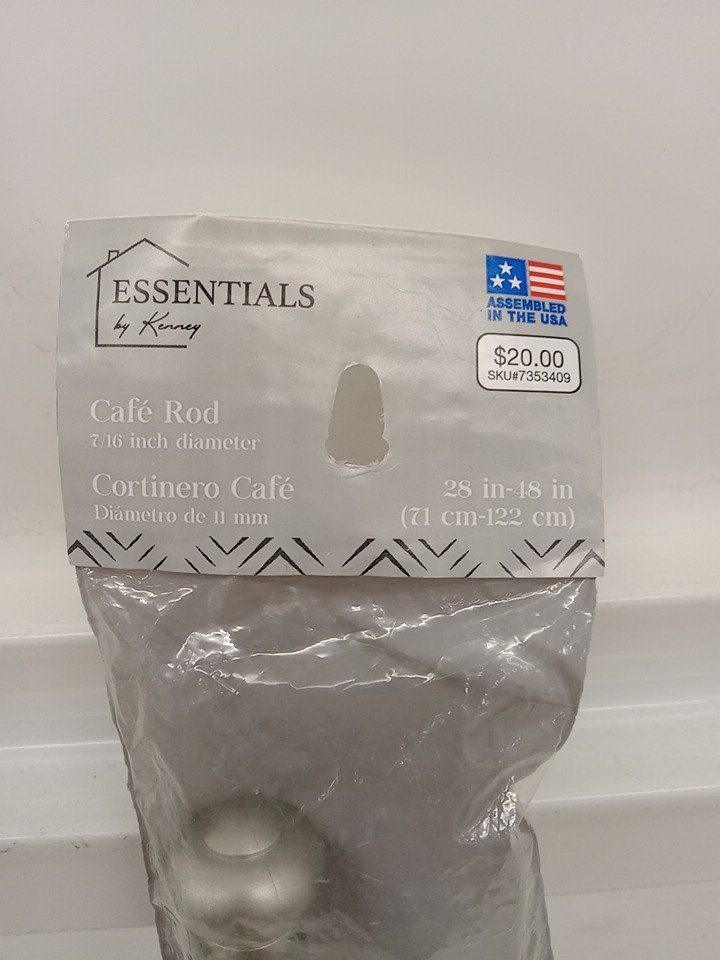 ESSENTIALS
by Kenney
ASSEMBLED
IN THE USA
$20.00
SKU#7353409
Café Rod
7/16 inch diameter
Cortinero Café
Diámetro de 11 mm
28 in-48 in
(71 cm-122 cm)